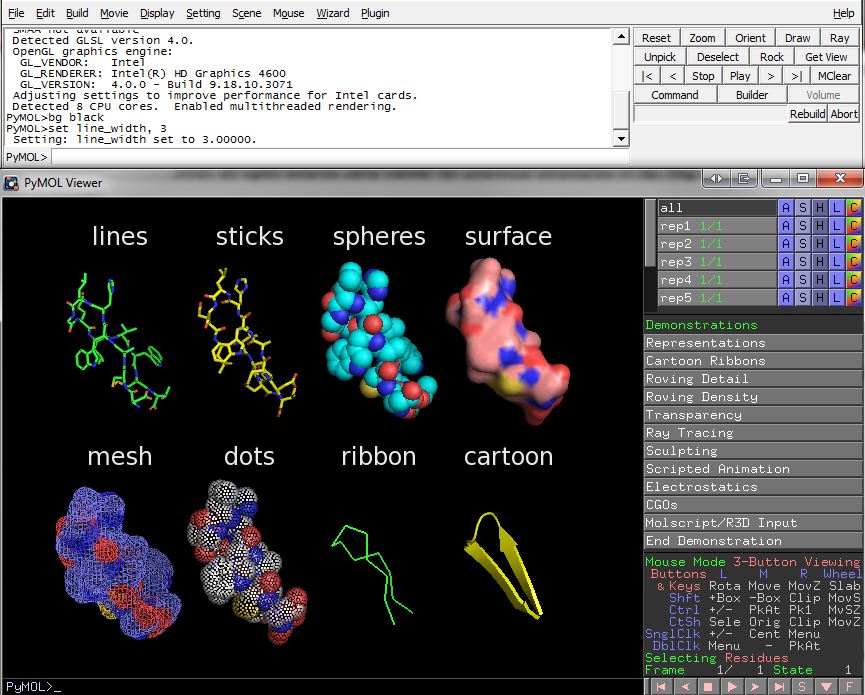 File Edit Build Movie Display Setting Scene Mouse Wizard Plugin Help
SMAA not available
Detected GLSL version 4.0.
OpenGL graphics engine:
GL_VENDOR: Intel
GL_RENDERER: Intel(R) HD Graphics 4600
GL_VERSION: 4.0.0 - Build 9.18.10.3071
Adjusting settings to improve performance for Intel cards.
Detected 8 CPU cores. Enabled multithreaded rendering.
PyMOL>bg black
PyMOL>set line_width, 3
Setting: line_width set to 3.00000.
PyMOL>
Reset Zoom Orient Draw Ray
Unpick Deselect Rock Get View
|< < Stop Play > >| MClear
Command Builder Volume
Rebuild Abort
PyMOL Viewer
lines sticks spheres surface
mesh dots ribbon cartoon
all A S H L C
rep1 1/1 A S H L C
rep2 1/1 A S H L C
rep3 1/1 A S H L C
rep4 1/1 A S H L C
rep5 1/1 A S H L C
Demonstrations
Representations
Cartoon Ribbons
Roving Detail
Roving Density
Transparency
Ray Tracing
Sculpting
Scripted Animation
Electrostatics
CGOs
Molscript/R3D Input
End Demonstration
Mouse Mode 3-Button Viewing
Buttons L M R Wheel
& Keys Rota Move MovZ Slab
Shft +Box -Box Clip MovS
Ctrl +/- PkAt Pk1 MvSZ
CtSh Sele Orig Clip MovZ
SnglClk +/- Cent Menu
DblClk Menu - PkAt
Selecting Residues
Frame 1/ 1 State 1
PyMOL>_
S F